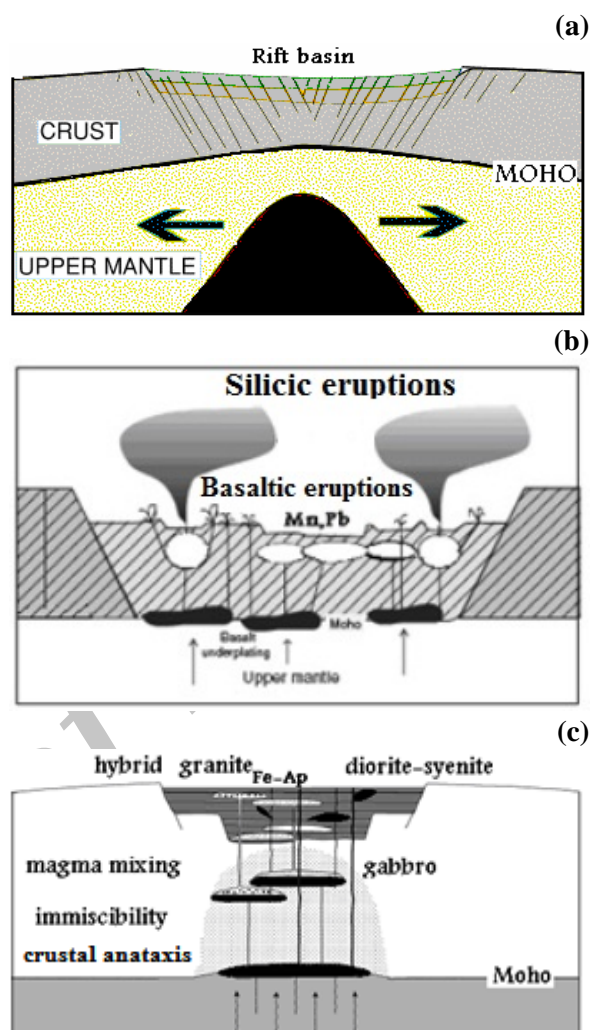 (a)
Rift basin
CRUST
MOHO
UPPER MANTLE
(b)
Silicic eruptions
Basaltic eruptions
Mn,Pb
Moho
Basalt
underplating
Upper mantle
(c)
hybrid granite Fe-Ap diorite-syenite
magma mixing gabbro
immiscibility
crustal anataxis
Moho